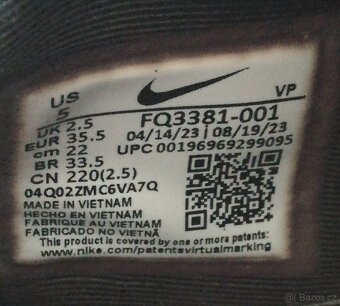 VP
US
5
UK 2.5
EUR 35.5
cm 22
BR 33.5
CN 220(2.5)
FQ3381-001
04/14/23 | 08/19/23
UPC 00196969299095
04Q02ZMC6VA7Q
MADE IN VIETNAM
HECHO EN VIETNAM
FABRIQUE AU VIETNAM
FABRICADO NO VIETNAM
This product is covered by one or more patents:
www.nike.com/patentsvirtualmarking
Bazos.cz